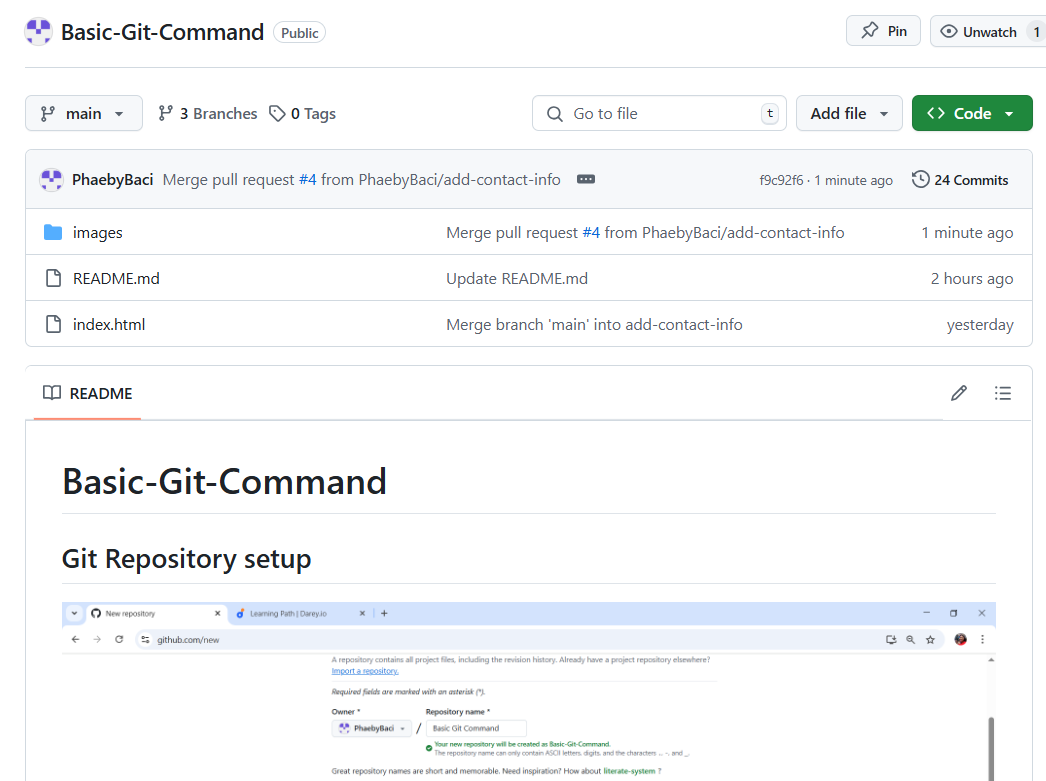 Basic-Git-Command Public Pin Unwatch 1
main 3 Branches 0 Tags Go to file t Add file Code
PhaebyBaci Merge pull request #4 from PhaebyBaci/add-contact-info f9c92f6 · 1 minute ago 24 Commits
images Merge pull request #4 from PhaebyBaci/add-contact-info 1 minute ago
README.md Update README.md 2 hours ago
index.html Merge branch 'main' into add-contact-info yesterday
README
Basic-Git-Command
Git Repository setup
New repository Learning Path | Darey.io
github.com/new
A repository contains all project files, including the revision history. Already have a project repository elsewhere?
Import a repository.
Required fields are marked with an asterisk (*).
Owner * Repository name *
PhaebyBaci / Basic Git Command
Your new repository will be created as Basic-Git-Command.
The repository name can only contain ASCII letters, digits, and the characters ., -, and _.
Great repository names are short and memorable. Need inspiration? How about literate-system ?